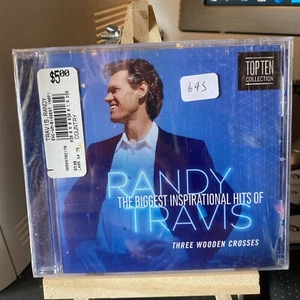 $5.00
TRAVIS, RANDY
COUNTRY
645
TOP TEN
COLLECTION
RANDY
THE BIGGEST INSPIRATIONAL HITS OF
TRAVIS
THREE WOODEN CROSSES